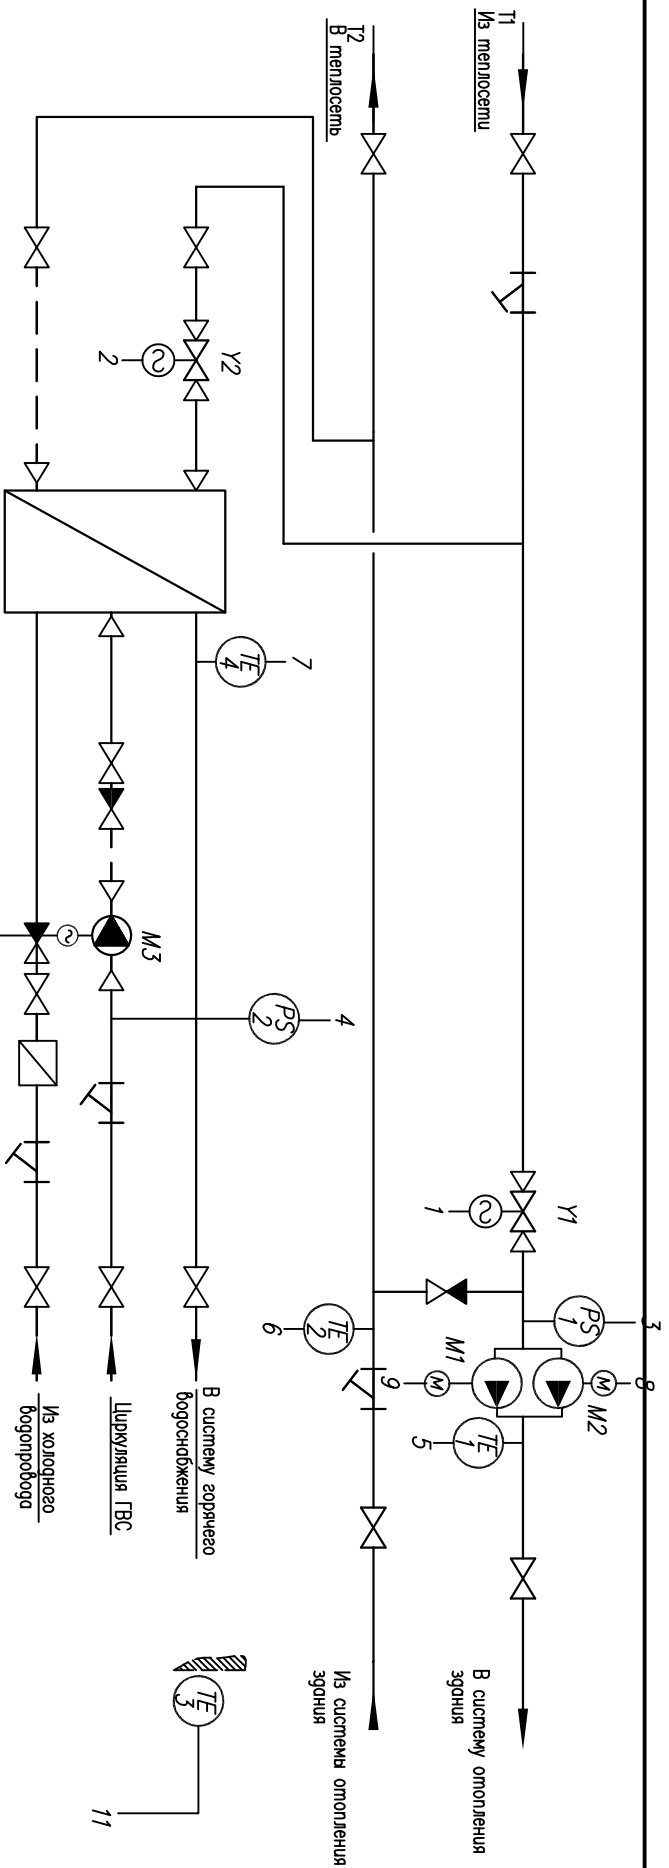 T1
Из теплосети
T2
В теплосеть
Y2
2
TE
4
7
M3
PS
2
4
Y1
1
PS
1
3
M1
9
M
M
8
M2
TE
2
6
TE
1
5
В систему отопления
здания
Из системы отопления
здания
В систему горячего
водоснабжения
Циркуляция ГВС
Из холодного
водопровода
TE
3
11